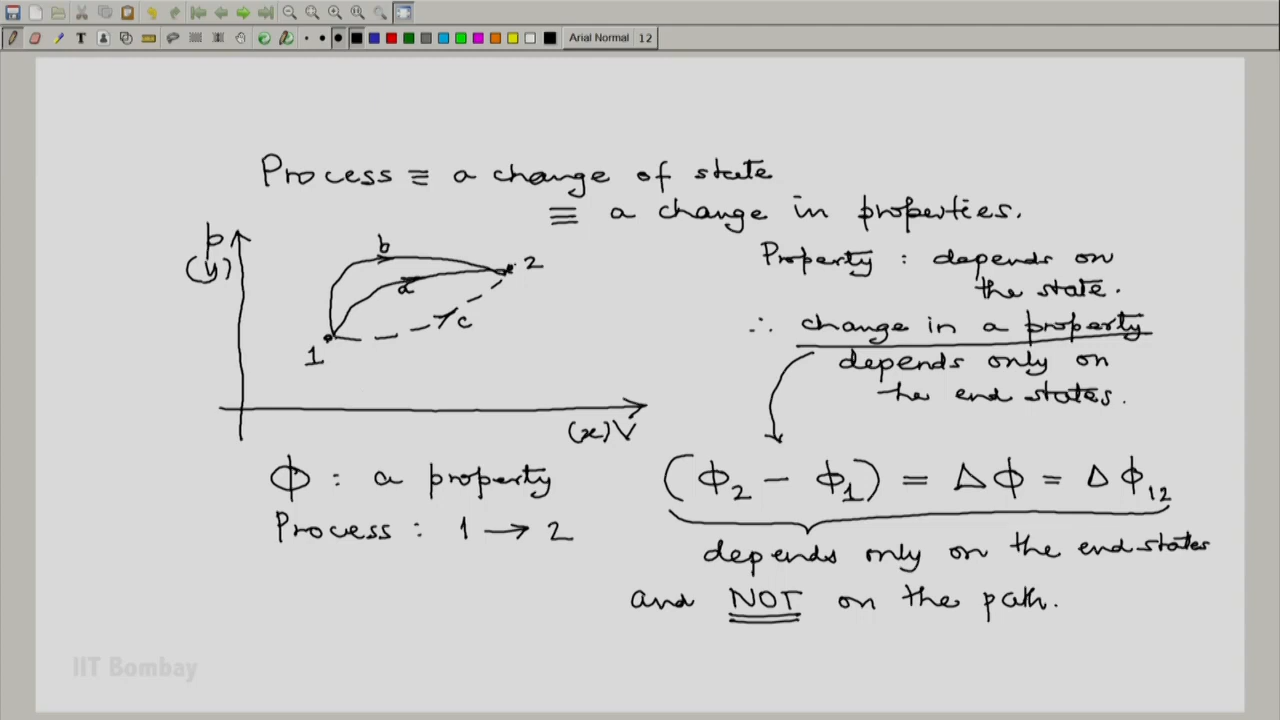 Arial Normal 12
Process ≡ a change of state
≡ a change in properties.
p
(y)
b
2
a
c
1
(x) V
Property : depends on
the state.
∴ change in a property
depends only on
the end states.
Φ : a property
Process : 1 → 2
(Φ2 − Φ1) = ΔΦ = ΔΦ12
depends only on the end states
and NOT on the path.
IIT Bombay